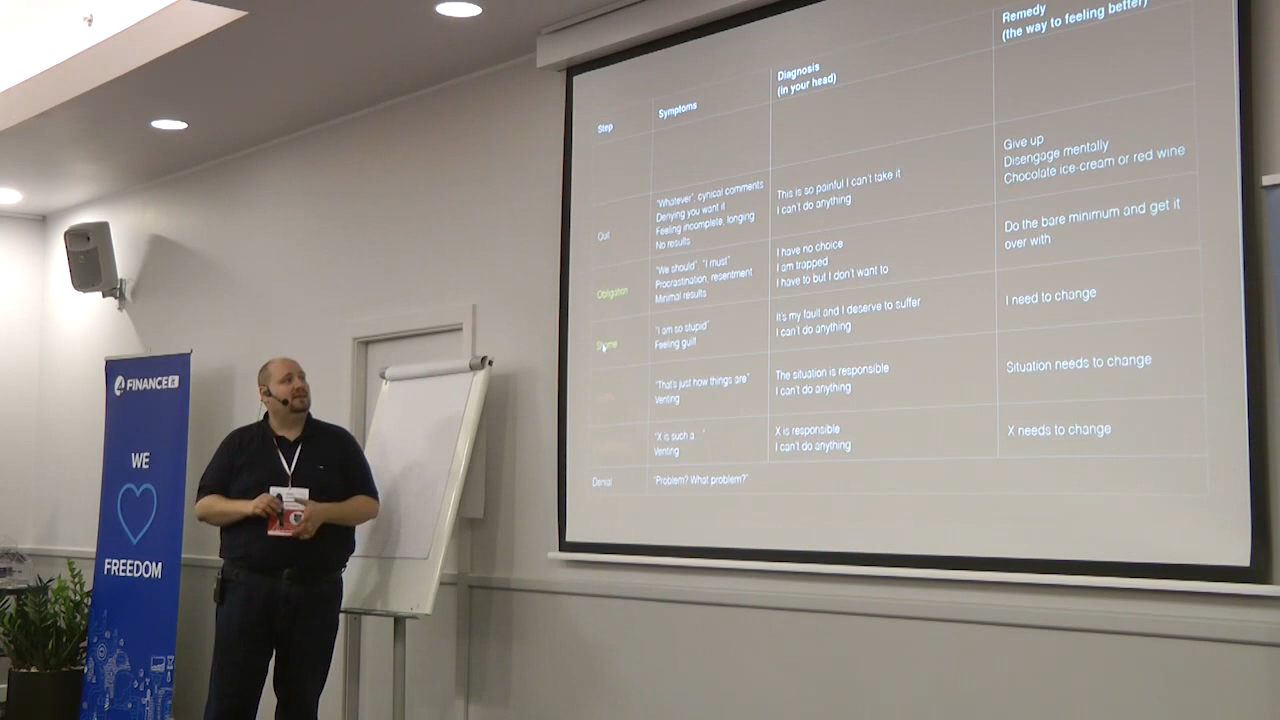 Remedy
(the way to feeling better)
Diagnosis
(in your head)
Symptoms
Step
Give up
Disengage mentally
Chocolate ice-cream or red wine
"Whatever", cynical comments
Denying you want it
Feeling incomplete, longing
No results
This is so painful I can't take it
I can't do anything
Quit
Do the bare minimum and get it
over with
"We should", "I must"
Procrastination, resentment
Minimal results
I have no choice
I am trapped
I have to but I don't want to
Obligation
I need to change
"I am so stupid"
Feeling guilt
It's my fault and I deserve to suffer
I can't do anything
Shame
Situation needs to change
"That's just how things are"
Venting
The situation is responsible
I can't do anything
X needs to change
"X is such a..."
Venting
X is responsible
I can't do anything
Denial
"Problem? What problem?"
FINANCE
WE
FREEDOM